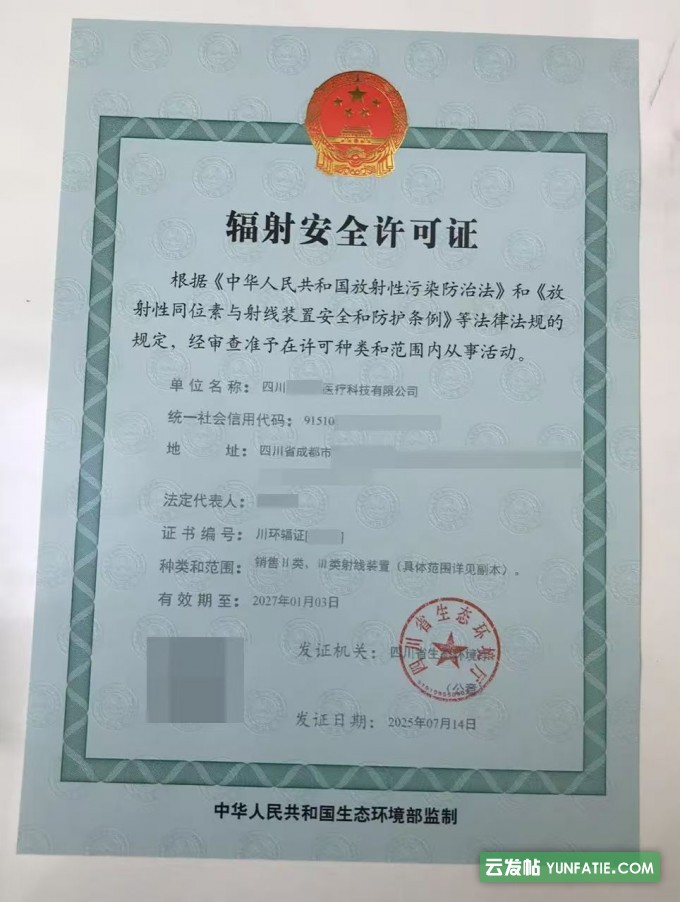 辐射安全许可证
根据《中华人民共和国放射性污染防治法》和《放
射性同位素与射线装置安全和防护条例》等法律法规的
规定，经审查准予在许可种类和范围内从事活动。
单位名称：四川 医疗科技有限公司
统一社会信用代码：91510
地 址：四川省成都市
法定代表人：
证书编号：川环辐证[ ]
种类和范围：销售Ⅱ类、Ⅲ类射线装置（具体范围详见副本）。
有效期至：2027年01月03日
发证机关：四川省生态环境厅
四川省生态环境厅
（公章）
发证日期：2025年07月14日
中华人民共和国生态环境部监制
云发帖 YUNFATIE.COM